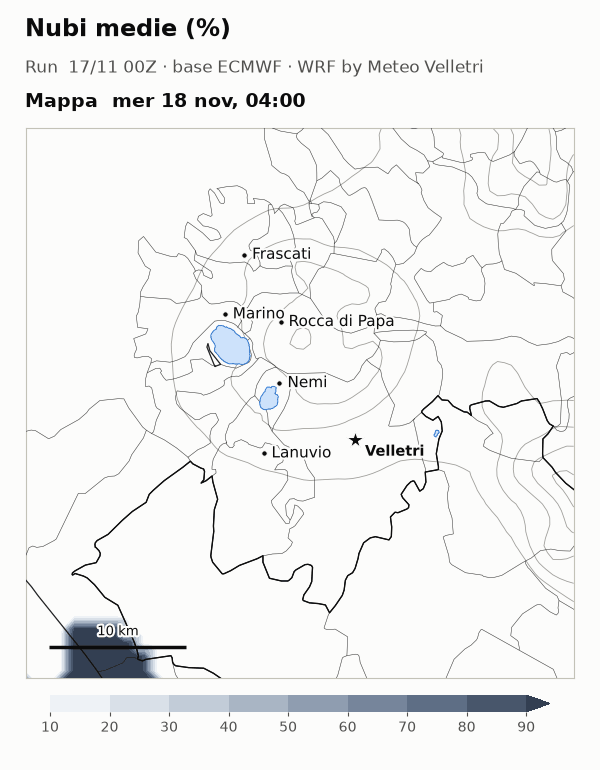 Nubi medie (%)
Run  17/11 00Z · base ECMWF · WRF by Meteo Velletri
Mappa  mer 18 nov, 04:00
Frascati
Marino
Rocca di Papa
Nemi
Velletri
Lanuvio
10 km
10 20 30 40 50 60 70 80 90